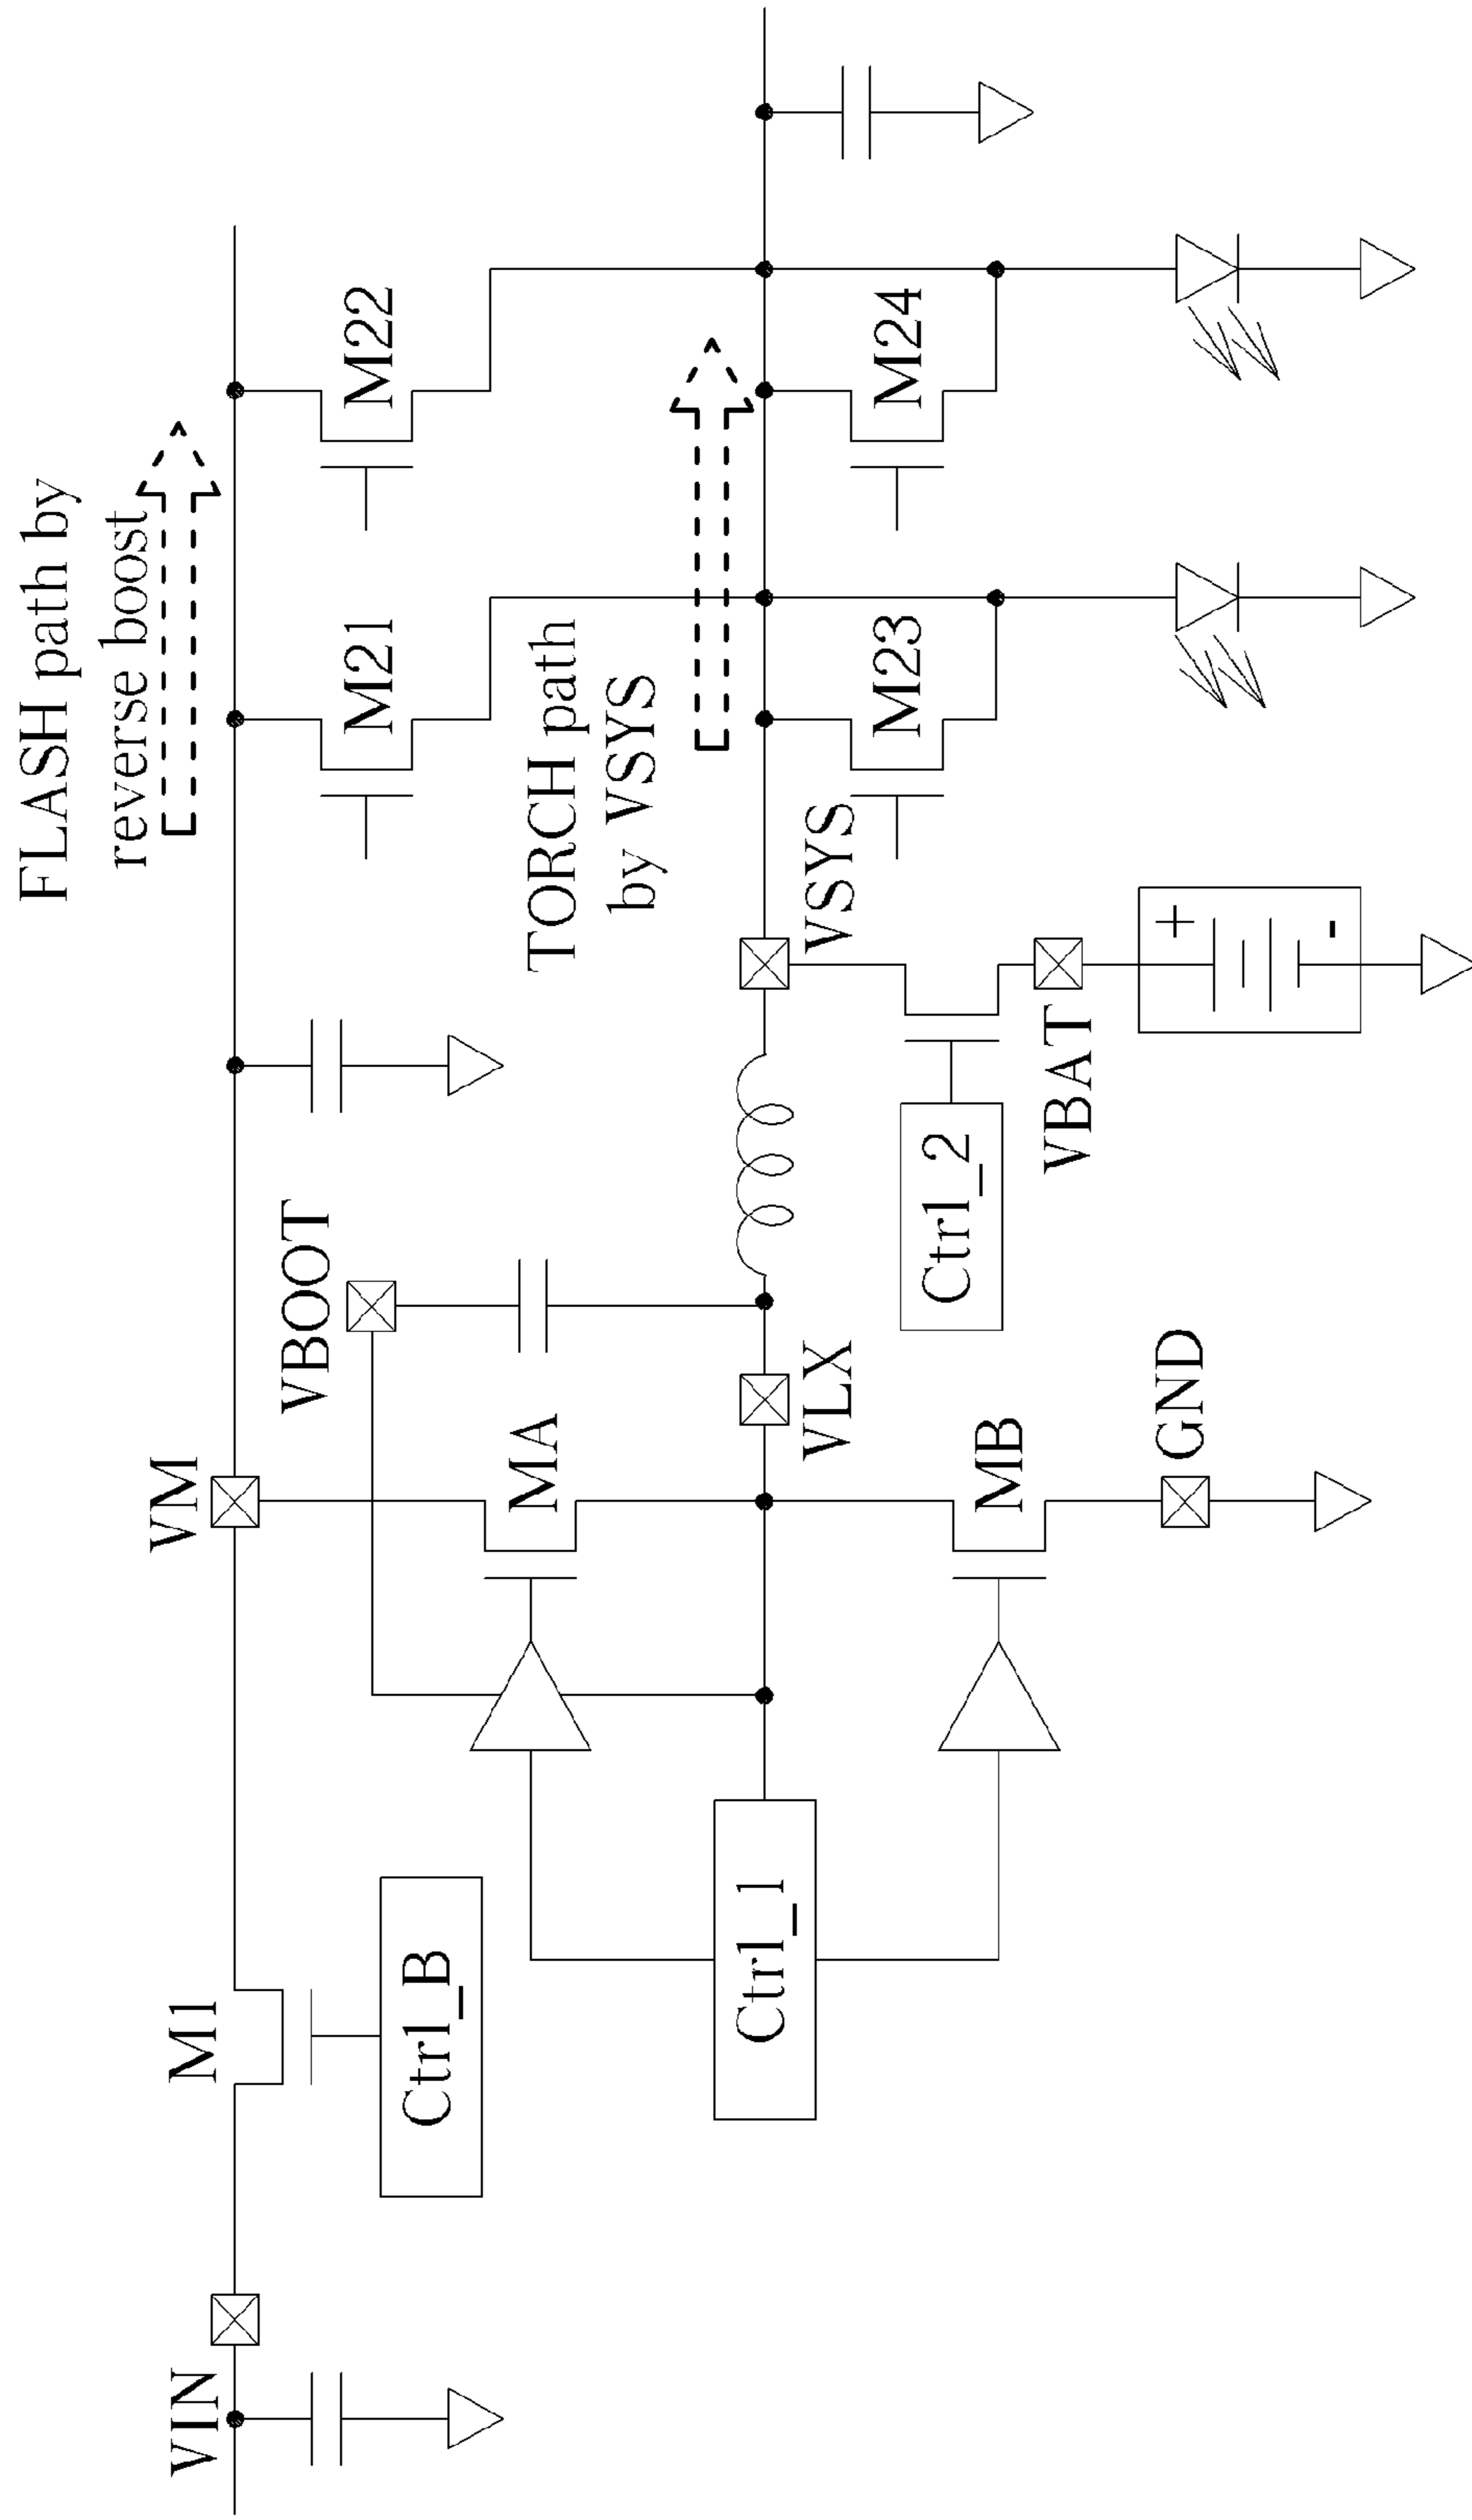 FLASH path by
reverse boost
VIN
M1
VM
VBOOT
M21
M22
Ctrl_B
MA
TORCH path
by VSYS
Ctrl_1
VLX
VSYS
M23
M24
Ctrl_2
MB
VBAT
GND
+
-